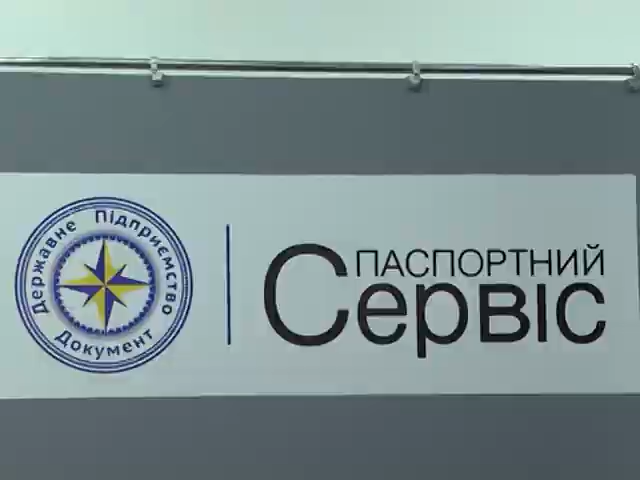 Державне Підприємство
Документ
ПАСПОРТНИЙ
Сервіс